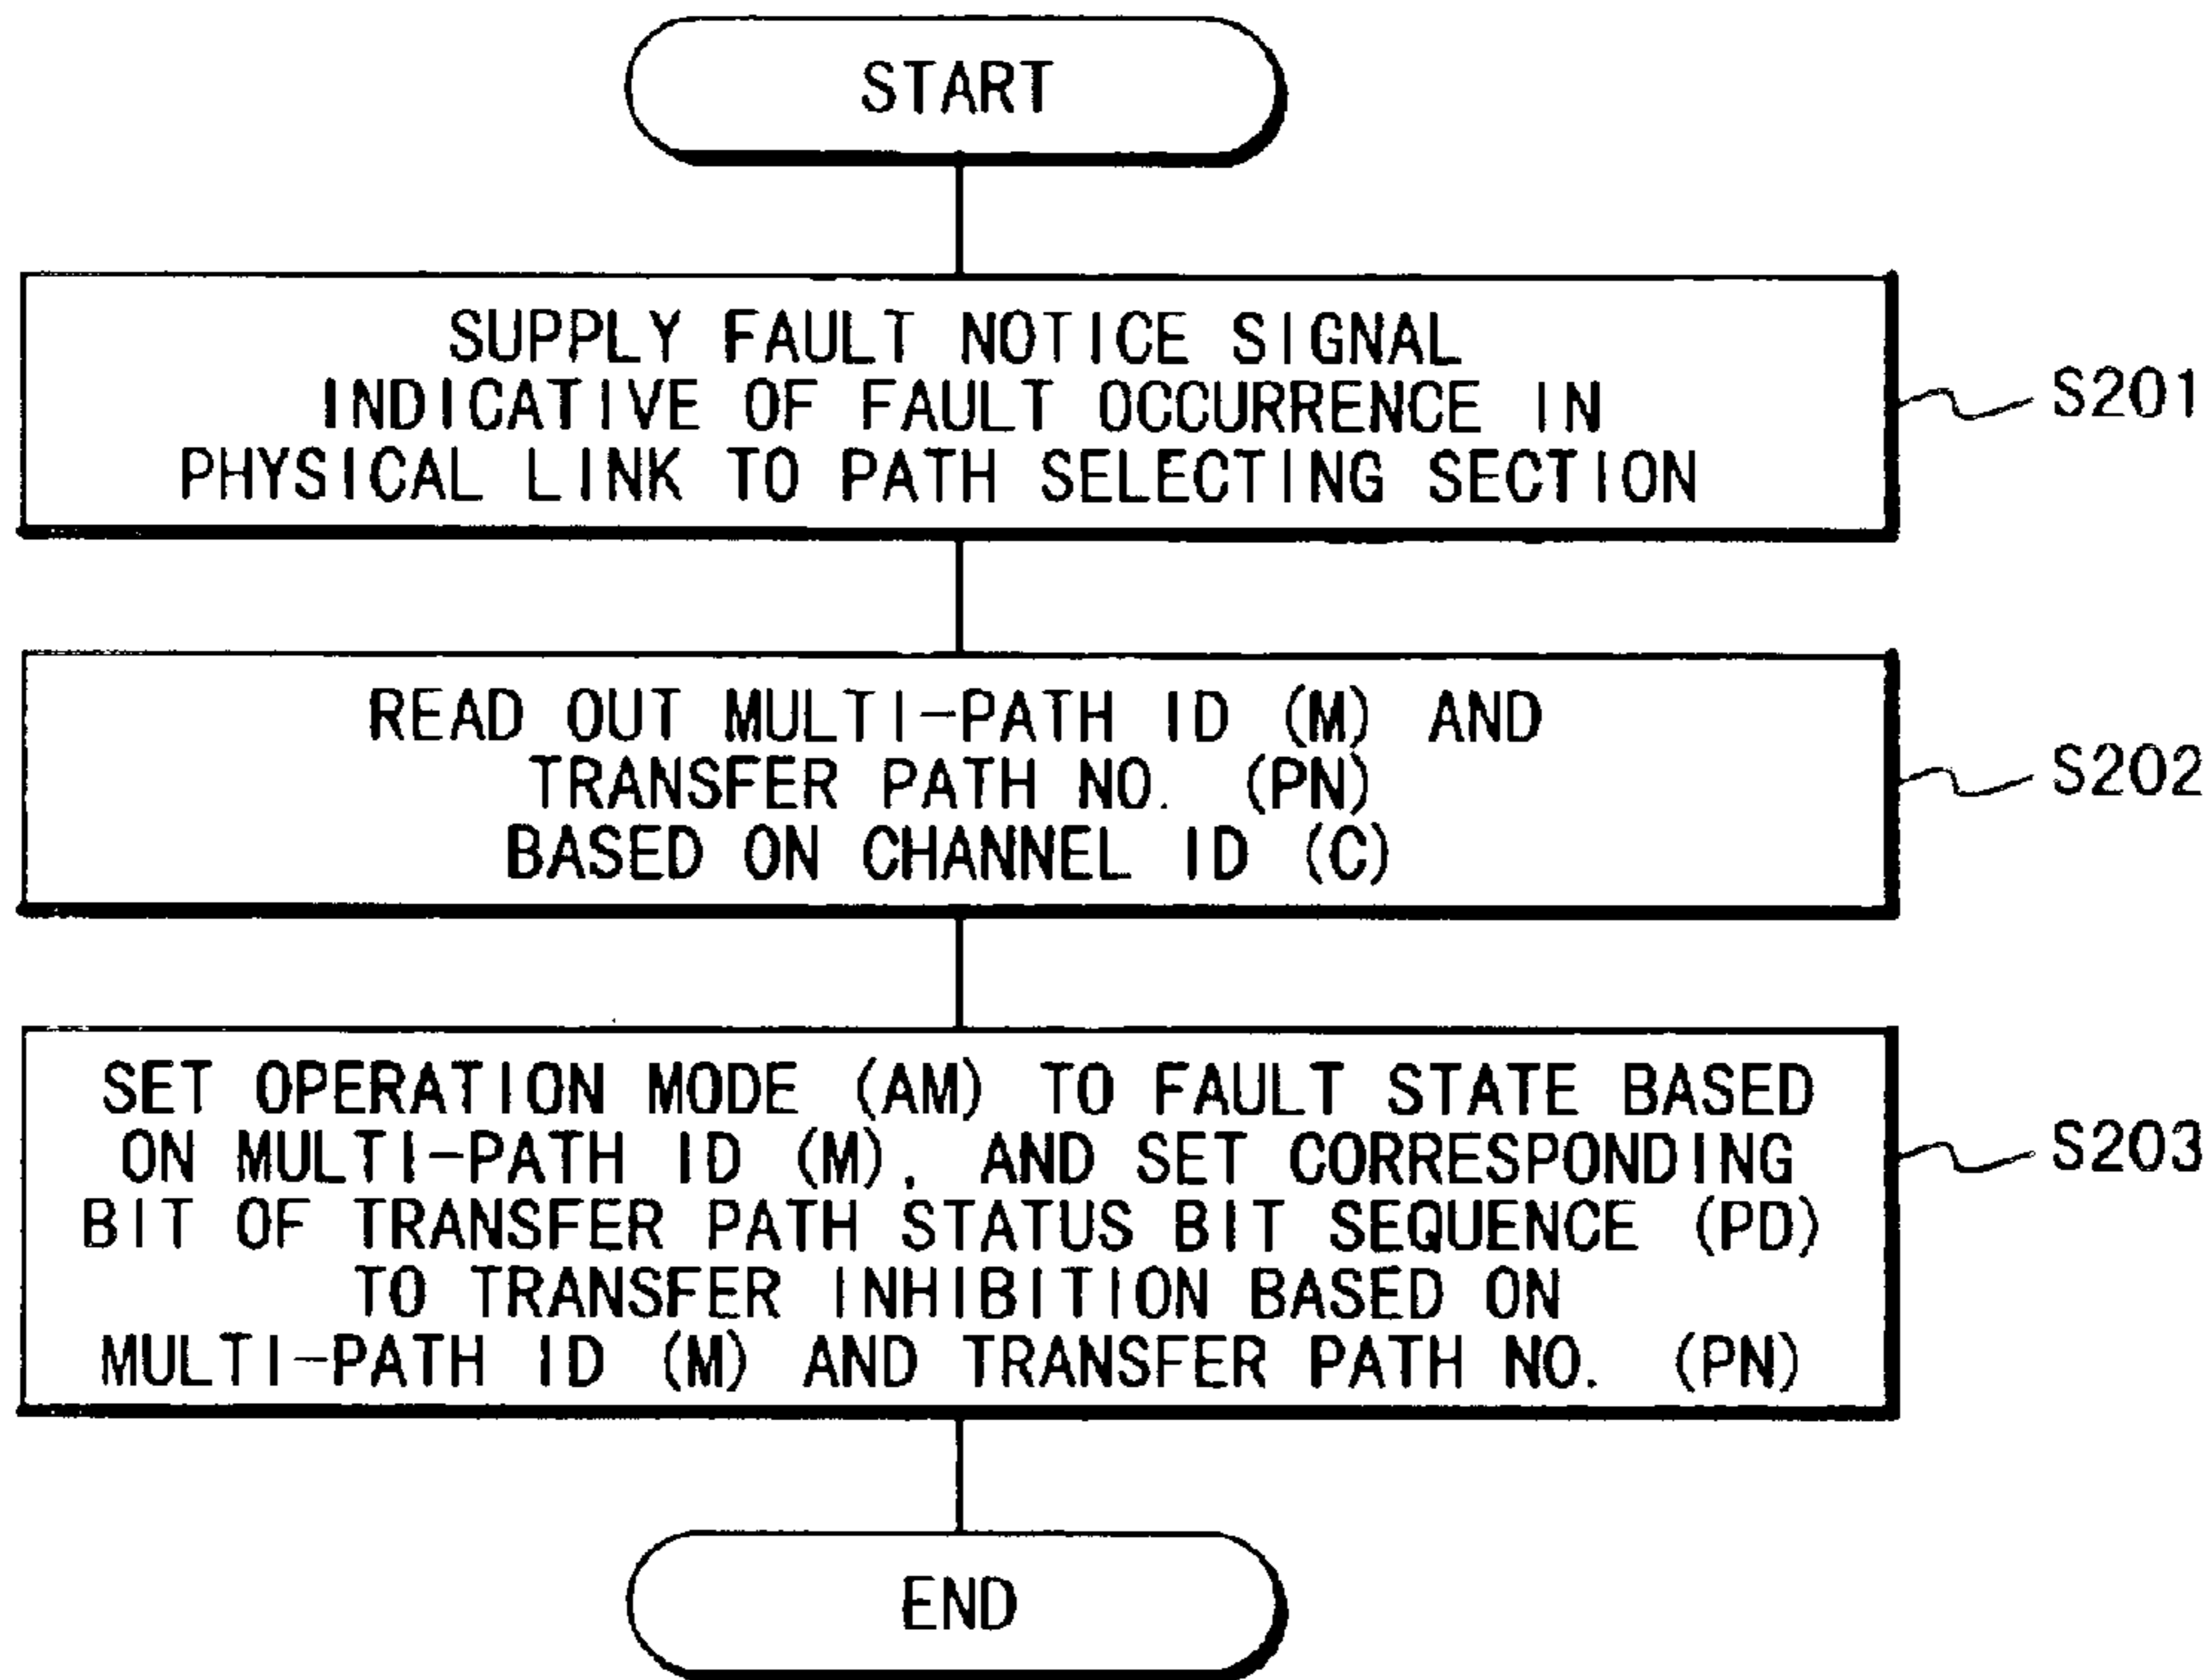 START
SUPPLY FAULT NOTICE SIGNAL
INDICATIVE OF FAULT OCCURRENCE IN
PHYSICAL LINK TO PATH SELECTING SECTION
S201
READ OUT MULTI-PATH ID (M) AND
TRANSFER PATH NO. (PN)
BASED ON CHANNEL ID (C)
S202
SET OPERATION MODE (AM) TO FAULT STATE BASED
ON MULTI-PATH ID (M), AND SET CORRESPONDING
BIT OF TRANSFER PATH STATUS BIT SEQUENCE (PD)
TO TRANSFER INHIBITION BASED ON
MULTI-PATH ID (M) AND TRANSFER PATH NO. (PN)
S203
END